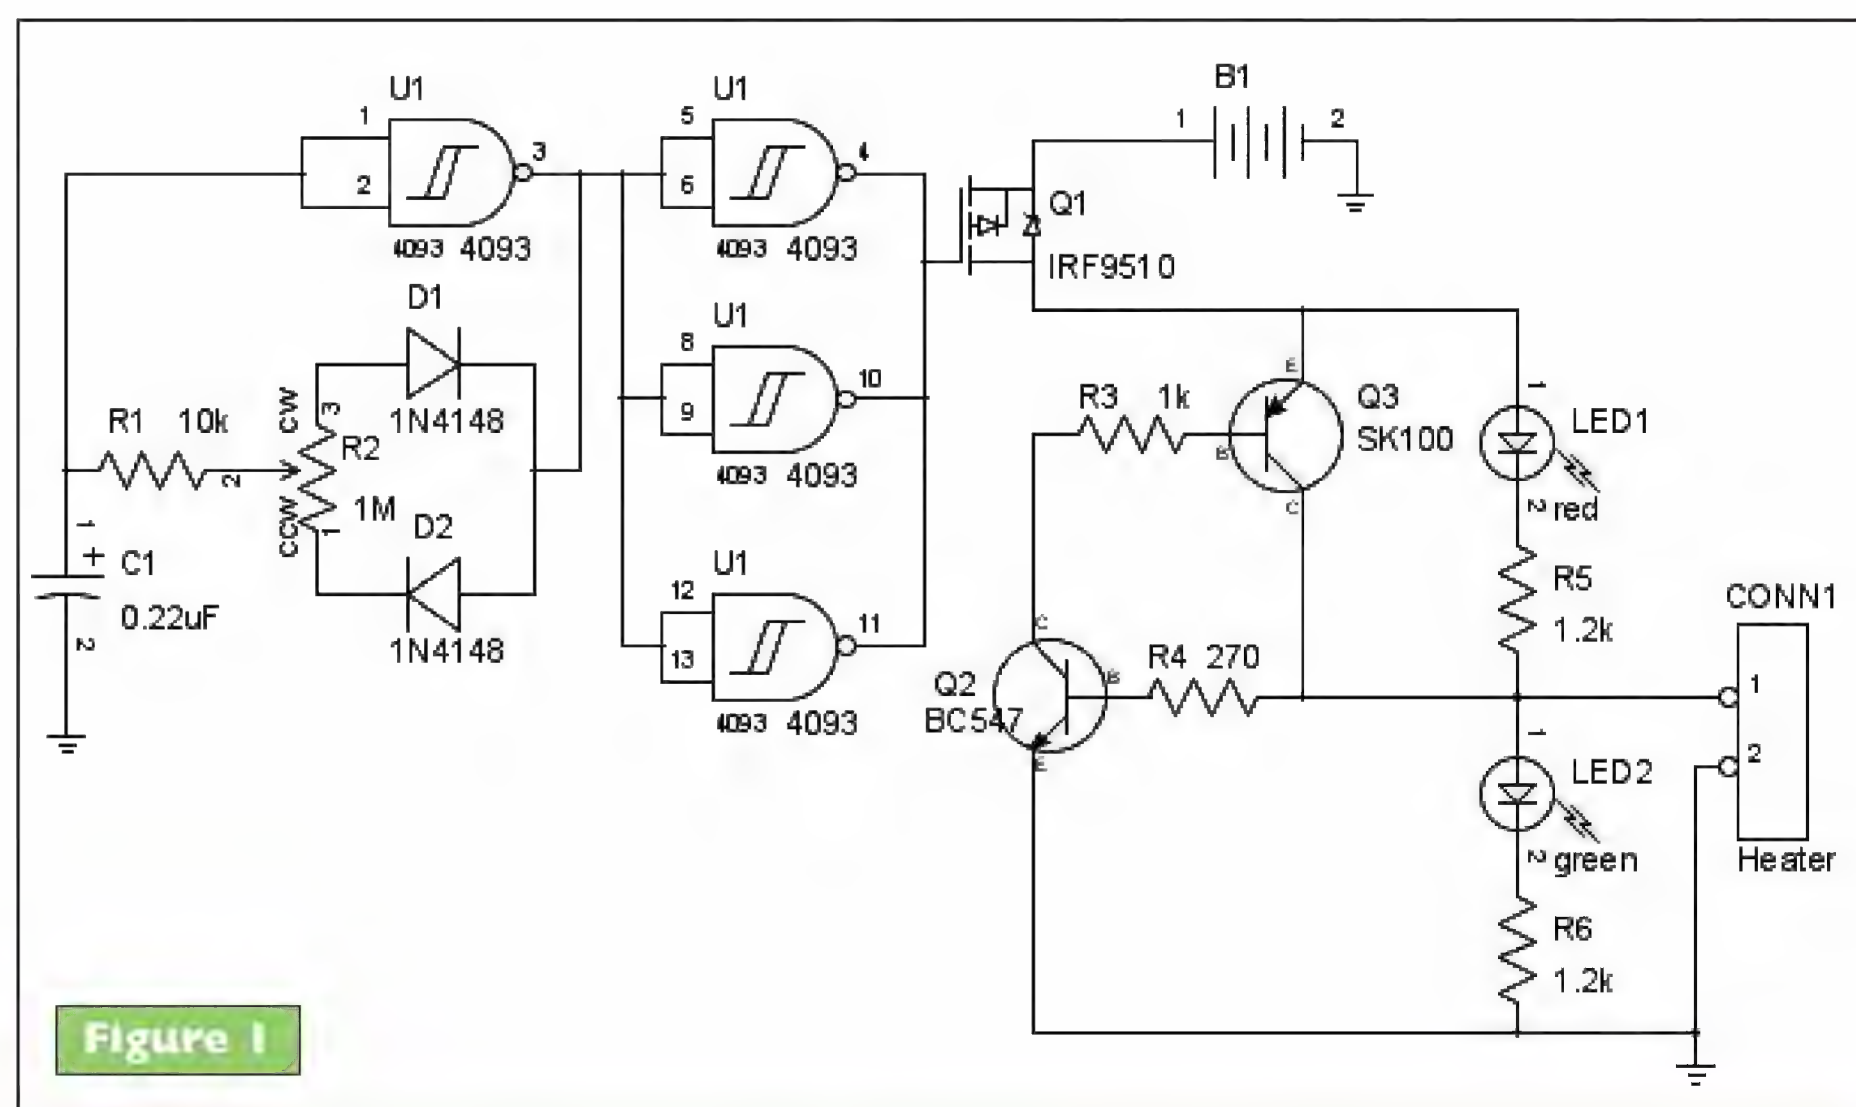 B1
1
2
U1
1
2
3
4093 4093
U1
5
6
4
4093 4093
Q1
IRF9510
D1
1N4148
U1
8
9
10
4093 4093
R1 10k
2
CW
3
R2
1M
CCW
1
D2
1N4148
1
+
C1
0.22uF
2
U1
12
13
11
4093 4093
R3 1k
E
B
C
Q3
SK100
1
LED1
2
red
R5
1.2k
CONN1
1
2
Heater
C
Q2
BC547
B
E
R4 270
1
LED2
2
green
R6
1.2k
Figure 1